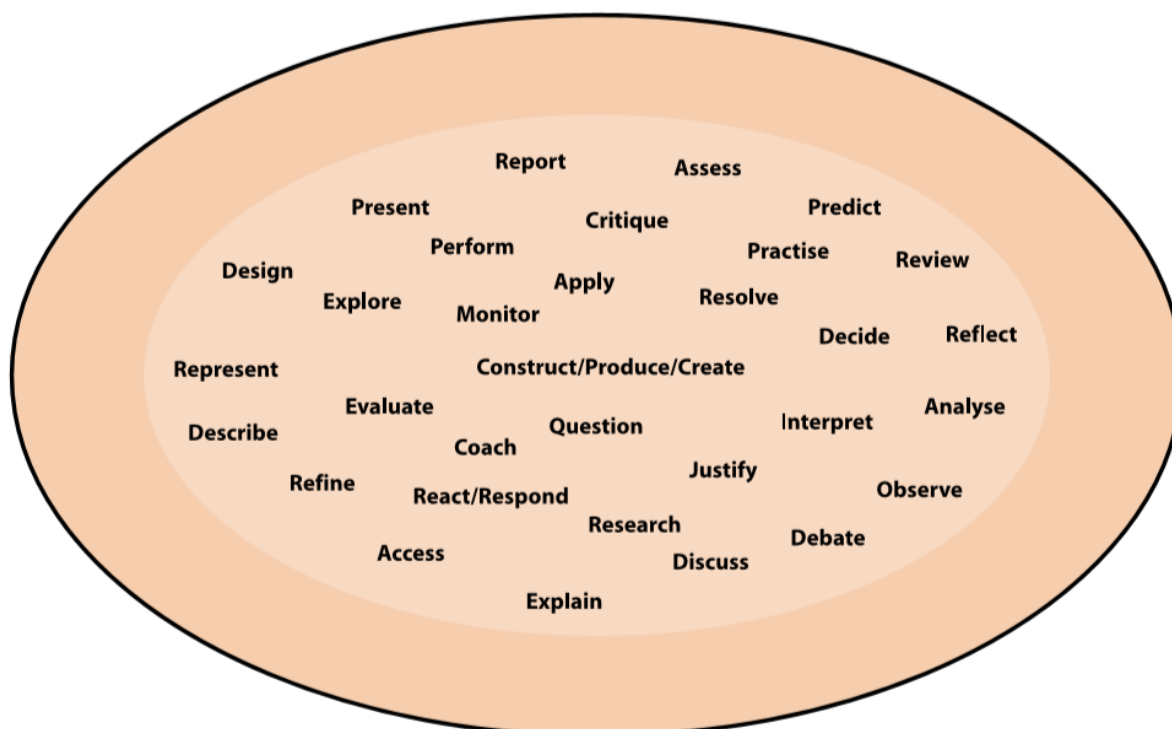 Report
Assess
Present
Predict
Critique
Perform
Practise
Review
Design
Apply
Explore
Resolve
Monitor
Decide
Reflect
Represent
Construct/Produce/Create
Evaluate
Analyse
Describe
Question
Interpret
Coach
Justify
Refine
React/Respond
Observe
Research
Debate
Access
Discuss
Explain